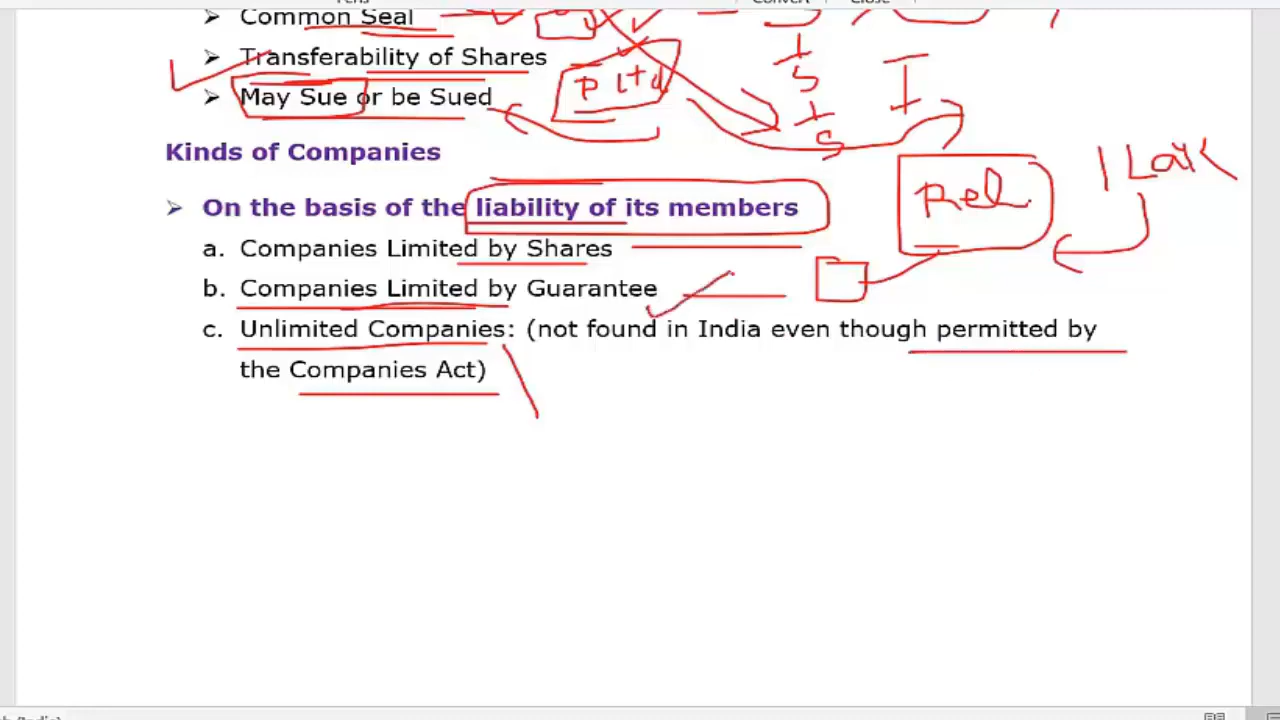 Common Seal
Transferability of Shares
May Sue or be Sued
P Ltd
I
Kinds of Companies
1 Lak
Rel
On the basis of the liability of its members
a. Companies Limited by Shares
b. Companies Limited by Guarantee
c. Unlimited Companies: (not found in India even though permitted by
the Companies Act)